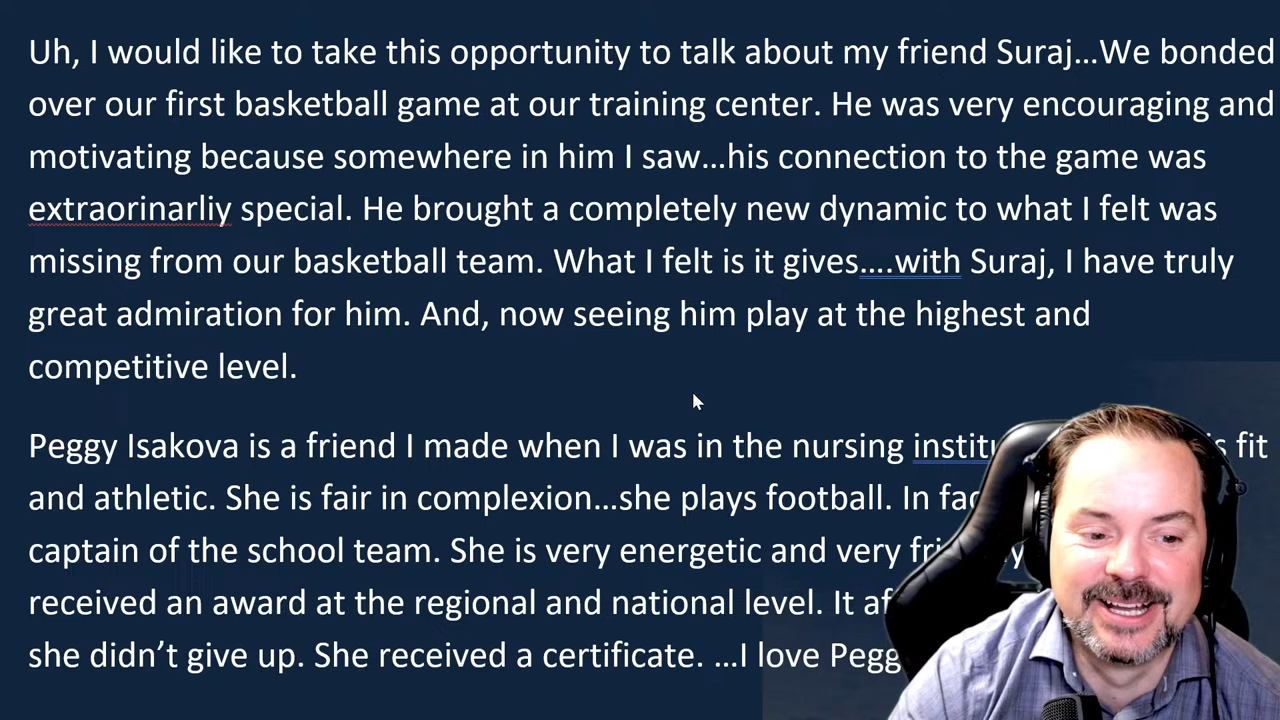 Uh, I would like to take this opportunity to talk about my friend Suraj...We bonded
over our first basketball game at our training center. He was very encouraging and
motivating because somewhere in him I saw...his connection to the game was
extraorinarliy special. He brought a completely new dynamic to what I felt was
missing from our basketball team. What I felt is it gives....with Suraj, I have truly
great admiration for him. And, now seeing him play at the highest and
competitive level.
Peggy Isakova is a friend I made when I was in the nursing fit
and athletic. She is fair in complexion...she plays football. In
captain of the school team. She is very energetic and very
received an award at the regional and national level. It
she didn't give up. She received a certificate. ...I love